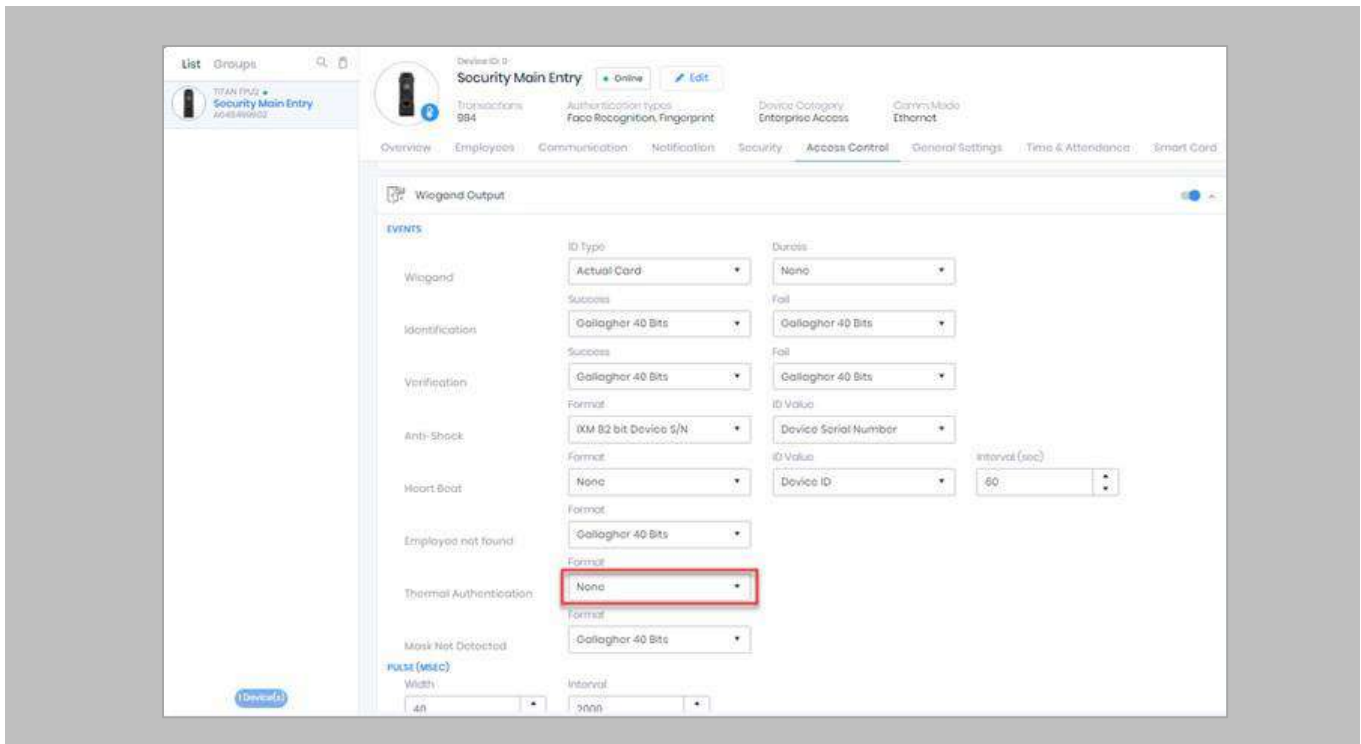 List Groups
Security Main Entry
Device ID: 0
Security Main Entry
Online
Edit
Transactions
984
Authentication types
Face Recognition, Fingerprint
Device Category
Enterprise Access
Comm Mode
Ethernet
Overview Employees Communication Notification Security Access Control General Settings Time & Attendance Smart Card
Wiegand Output
EVENTS
ID Type Duress
Wiegand Actual Card None
Success Fail
Identification Gallagher 40 Bits Gallagher 40 Bits
Success Fail
Verification Gallagher 40 Bits Gallagher 40 Bits
Format ID Value
Anti-Shock IXM 82 bit Device S/N Device Serial Number
Format ID Value Interval (sec)
Heart Beat None Device ID 60
Format
Employee not found Gallagher 40 Bits
Format
Thermal Authentication None
Format
Mask Not Detected Gallagher 40 Bits
PULSE (MSEC)
Width Interval
40 2000
1 Device(s)